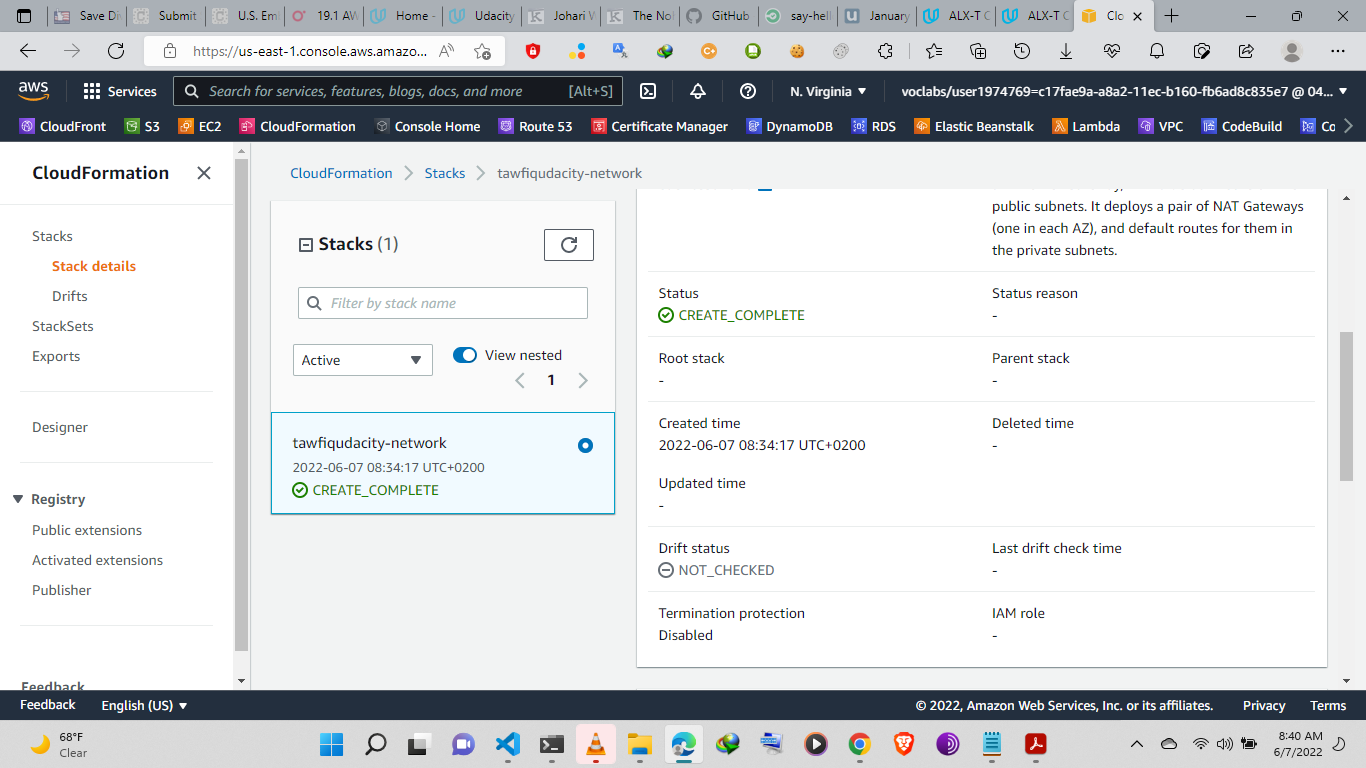 Save Di
Submit
U.S. Em
19.1 AW
Home -
Udacity
Johari W
The No
GitHub
say-hell
January
ALX-T C
ALX-T C
Clo
https://us-east-1.console.aws.amazo...
aws
Services
Search for services, features, blogs, docs, and more [Alt+S]
N. Virginia
voclabs/user1974769=c17fae9a-a8a2-11ec-b160-fb6ad8c835e7 @ 04...
CloudFront
S3
EC2
CloudFormation
Console Home
Route 53
Certificate Manager
DynamoDB
RDS
Elastic Beanstalk
Lambda
VPC
CodeBuild
Co
CloudFormation
Stacks
Stack details
Drifts
StackSets
Exports
Designer
Registry
Public extensions
Activated extensions
Publisher
Feedback
CloudFormation
Stacks
tawfiqudacity-network
Stacks (1)
Filter by stack name
Active
View nested
1
tawfiqudacity-network
2022-06-07 08:34:17 UTC+0200
CREATE_COMPLETE
public subnets. It deploys a pair of NAT Gateways
(one in each AZ), and default routes for them in
the private subnets.
Status
CREATE_COMPLETE
Status reason
-
Root stack
-
Parent stack
-
Created time
2022-06-07 08:34:17 UTC+0200
Deleted time
-
Updated time
-
Drift status
NOT_CHECKED
Last drift check time
-
Termination protection
Disabled
IAM role
-
Feedback
English (US)
© 2022, Amazon Web Services, Inc. or its affiliates.
Privacy
Terms
68°F
Clear
8:40 AM
6/7/2022